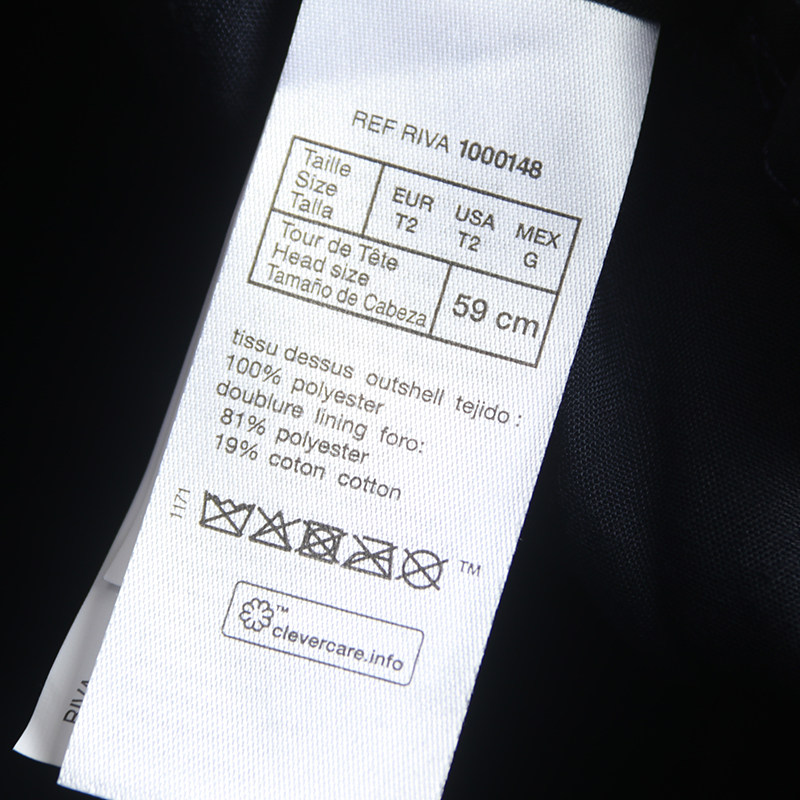 REF RIVA 1000148
Taille
Size
Talla
EUR USA MEX
T2 T2 G
Tour de Tête
Head size
Tamaño de Cabeza
59 cm
tissu dessus outshell tejido :
100% polyester
doublure lining foro:
81% polyester
19% coton cotton
1171
TM
TM
clevercare.info
RIVA